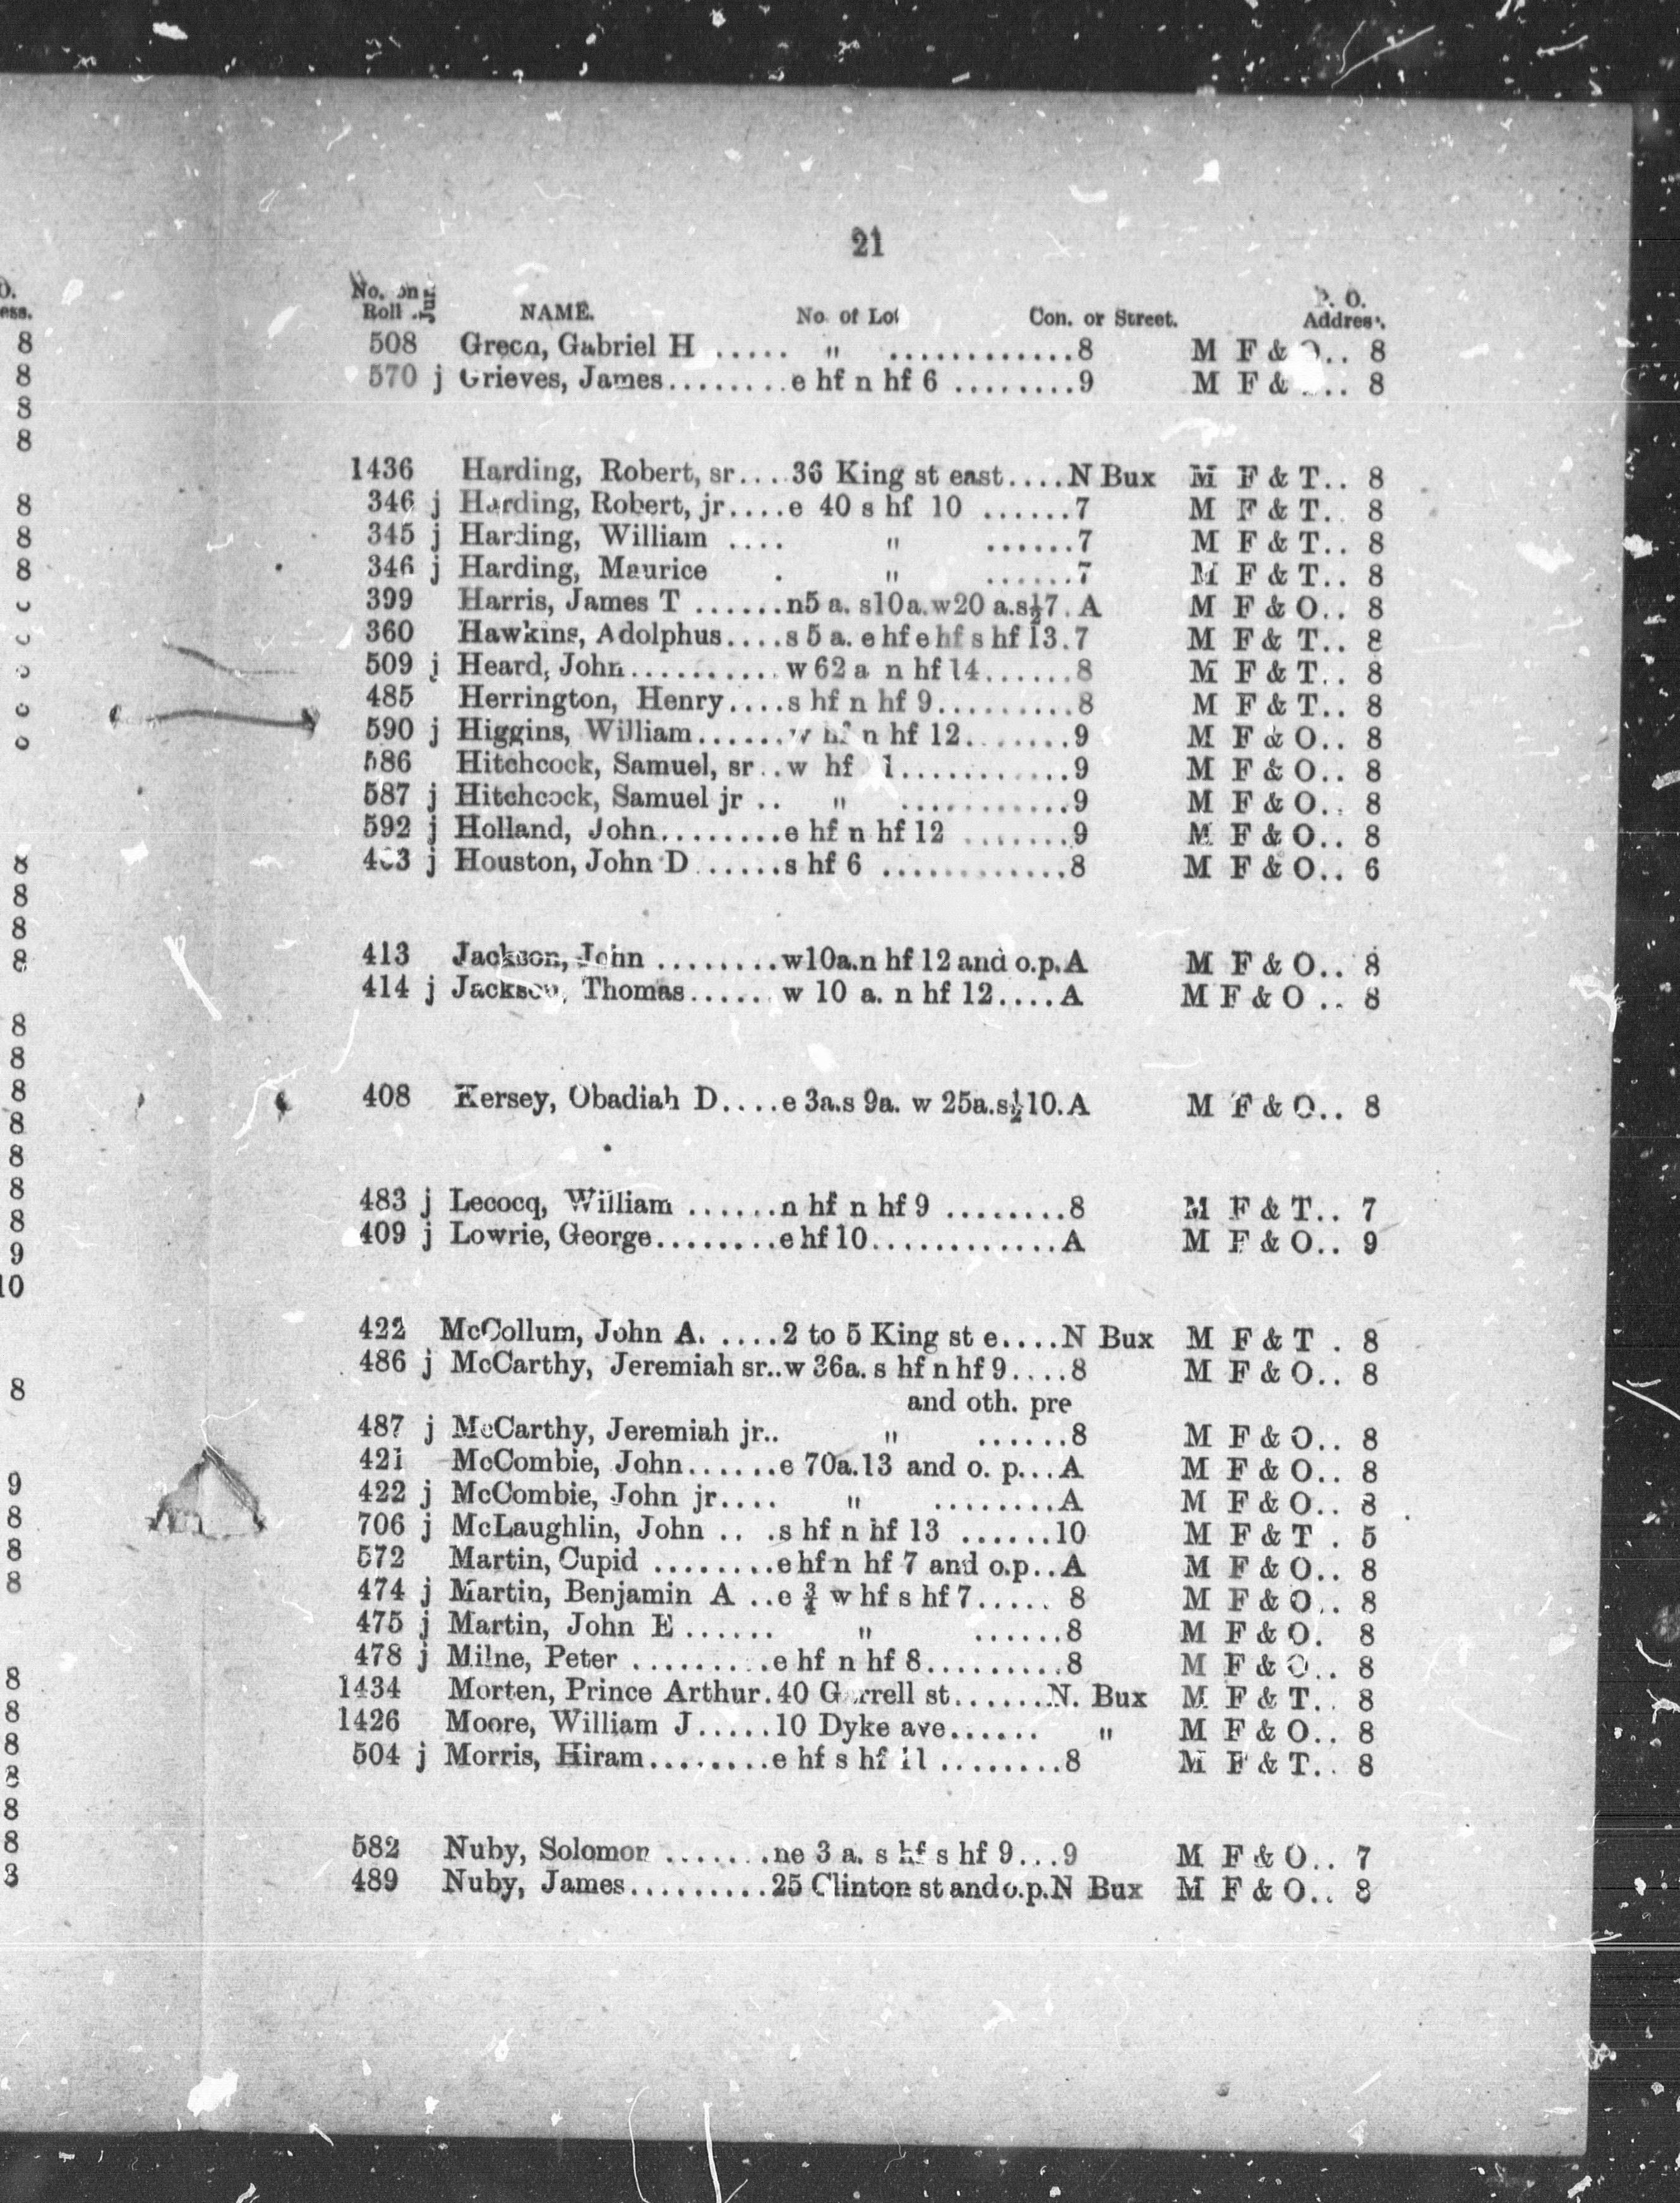 21
No. on Jur. NAME. No. of Lot Con. or Street. P. O.
Roll Address.
508 Greco, Gabriel H ..... " ............8 M F & O.. 8
570 j Grieves, James........e hf n hf 6 ........9 M F & .. 8
1436 Harding, Robert, sr....36 King st east....N Bux M F & T.. 8
346 j Harding, Robert, jr....e 40 s hf 10 ......7 M F & T.. 8
345 j Harding, William .... " ......7 M F & T.. 8
346 j Harding, Maurice . " ......7 M F & T.. 8
399 Harris, James T ......n5 a. s10a.w20 a.s½7. A M F & O.. 8
360 Hawkins, Adolphus....s 5 a. e hf e hf s hf 13.7 M F & T.. 8
509 j Heard, John...........w 62 a n hf 14......8 M F & T.. 8
485 Herrington, Henry....s hf n hf 9.........8 M F & T.. 8
590 j Higgins, William......w hf n hf 12.......9 M F & O.. 8
586 Hitchcock, Samuel, sr..w hf 1............9 M F & O.. 8
587 j Hitchcock, Samuel jr .. " ...........9 M F & O.. 8
592 j Holland, John........e hf n hf 12 .......9 M F & O.. 8
j Houston, John D ......s hf 6 ............8 M F & O.. 6
413 Jackson, John ........w10a.n hf 12 and o.p.A M F & O.. 8
414 j Jackson, Thomas...... w 10 a. n hf 12....A M F & O .. 8
408 Kersey, Obadiah D....e 3a.s 9a. w 25a.s½10.A M F & O.. 8
483 j Lecocq, William ......n hf n hf 9 ........8 M F & T.. 7
409 j Lowrie, George........e hf 10............A M F & O.. 9
422 McCollum, John A. ....2 to 5 King st e....N Bux M F & T . 8
486 j McCarthy, Jeremiah sr..w 36a. s hf n hf 9....8 M F & O.. 8
and oth. pre
487 j McCarthy, Jeremiah jr.. " ......8 M F & O.. 8
421 McCombie, John......e 70a.13 and o. p...A M F & O.. 8
422 j McCombie, John jr.... " ........A M F & O.. 8
706 j McLaughlin, John .. .s hf n hf 13 ......10 M F & T . 5
572 Martin, Cupid ........e hf n hf 7 and o.p..A M F & O.. 8
474 j Martin, Benjamin A ..e ¾ w hf s hf 7..... 8 M F & O.. 8
475 j Martin, John E ...... " ......8 M F & O. 8
478 j Milne, Peter .........e hf n hf 8.........8 M F & O.. 8
1434 Morten, Prince Arthur.40 st.......N. Bux M F & T.. 8
1426 Moore, William J.....10 Dyke ave...... " M F & O.. 8
504 j Morris, Hiram........e hf s hf 11 ........8 M F & T.. 8
582 Nuby, Solomon .......ne 3 a. s hf s hf 9...9 M F & O.. 7
489 Nuby, James..........25 Clinton st and o.p.N Bux M F & O.. 8